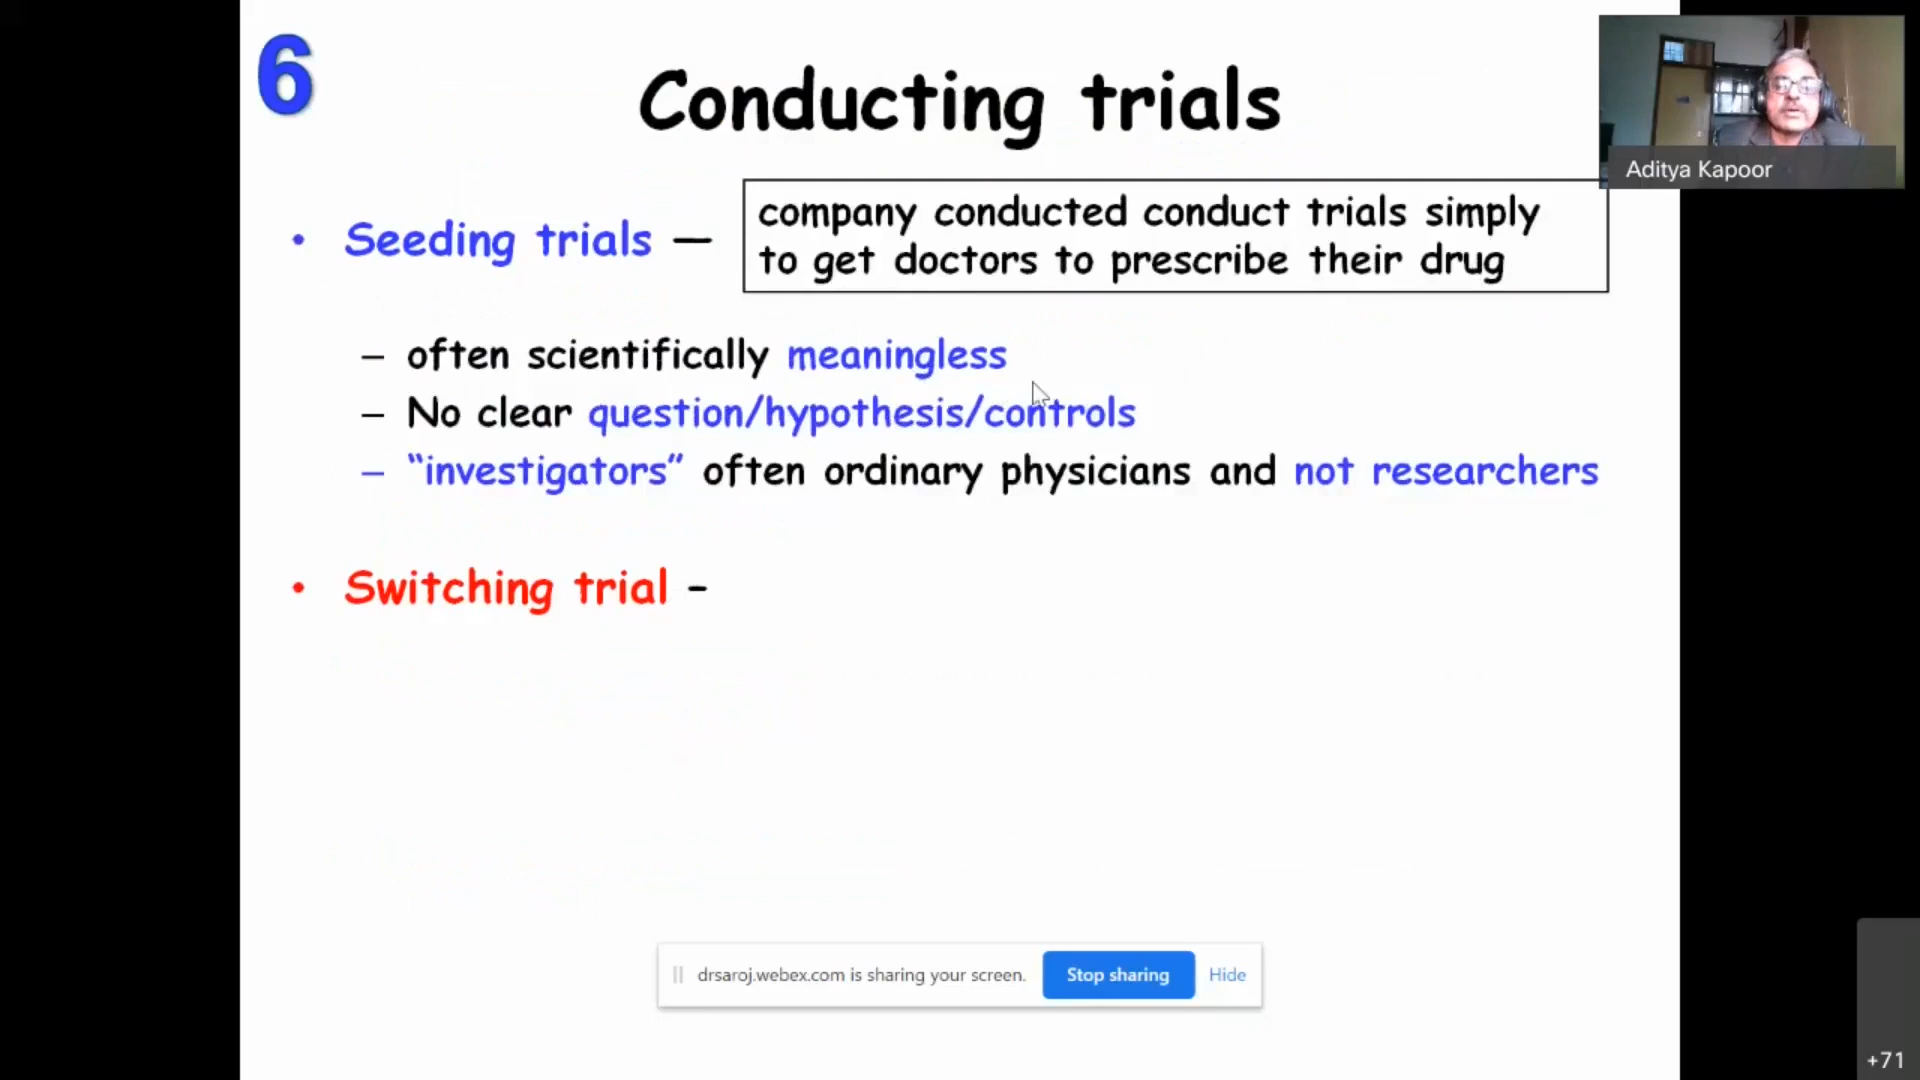 6
Conducting trials
Aditya Kapoor
• Seeding trials —
company conducted conduct trials simply
to get doctors to prescribe their drug
– often scientifically meaningless
– No clear question/hypothesis/controls
– “investigators” often ordinary physicians and not researchers
• Switching trial –
drsaroj.webex.com is sharing your screen. Stop sharing Hide
+71